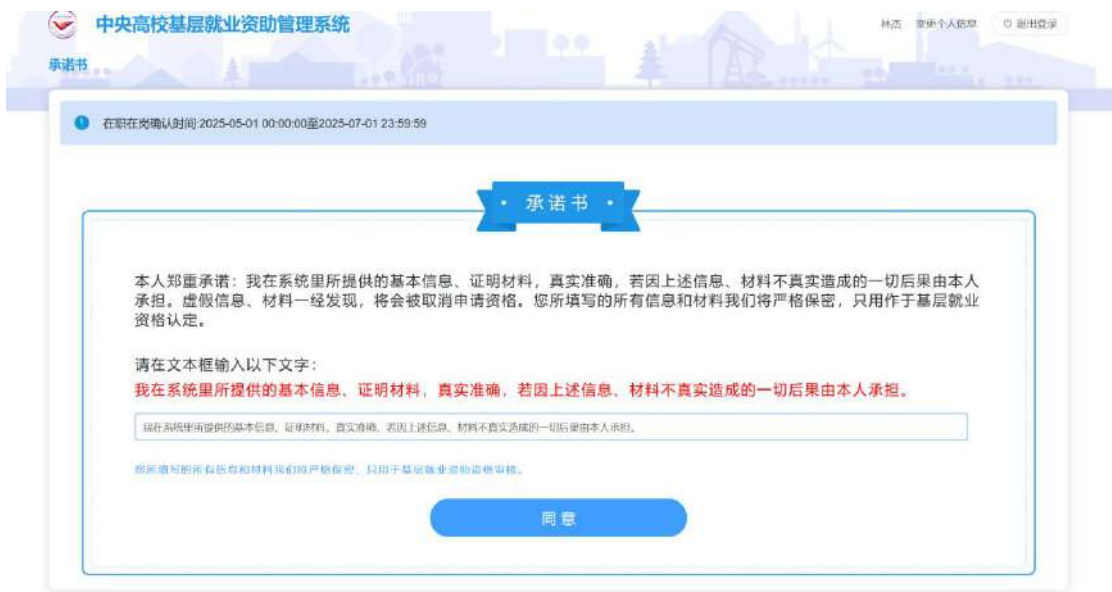 中央高校基层就业资助管理系统
林杰 变更个人信息 退出登录
承诺书
在职在岗确认时间:2025-05-01 00:00:00至2025-07-01 23:59:59
· 承诺书 ·
本人郑重承诺：我在系统里所提供的基本信息、证明材料，真实准确，若因上述信息、材料不真实造成的一切后果由本人
承担。虚假信息、材料一经发现，将会被取消申请资格。您所填写的所有信息和材料我们将严格保密，只用作于基层就业
资格认定。
请在文本框输入以下文字：
我在系统里所提供的基本信息、证明材料，真实准确，若因上述信息、材料不真实造成的一切后果由本人承担。
我在系统里所提供的基本信息、证明材料，真实准确，若因上述信息、材料不真实造成的一切后果由本人承担。
您所填写的所有信息和材料我们将严格保密，只用于基层就业资助资格审核。
同意